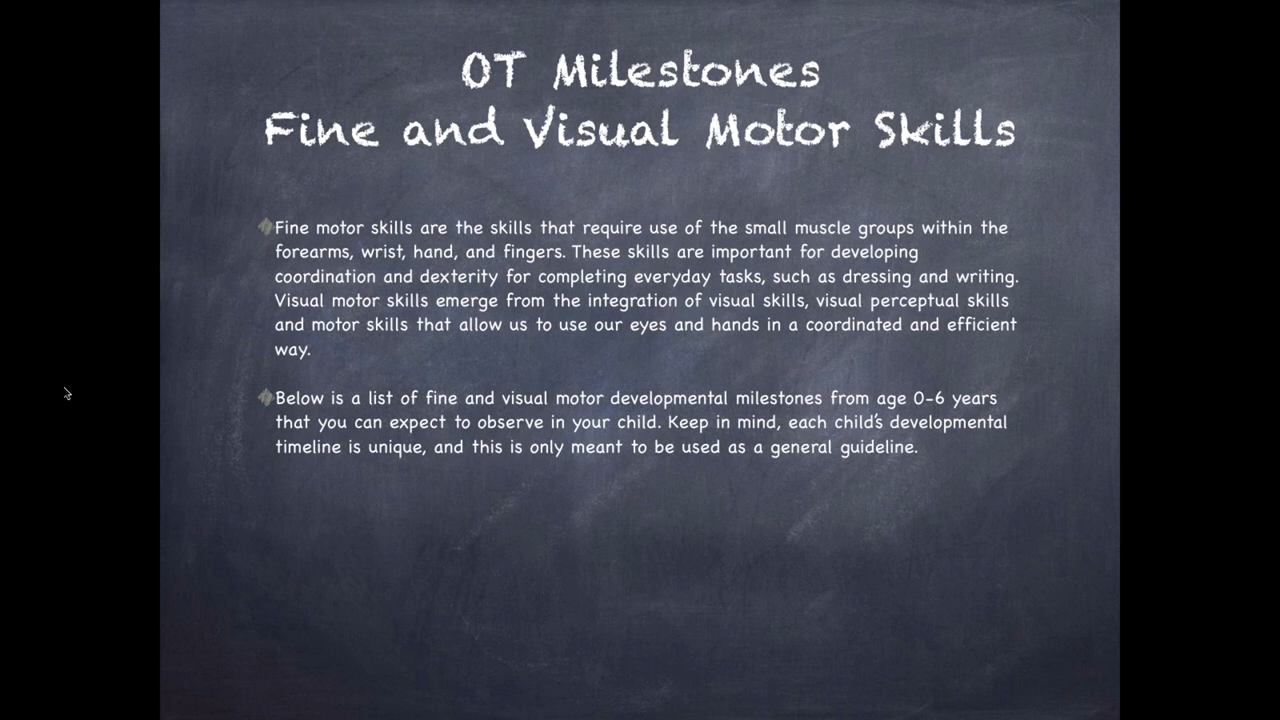 OT Milestones
Fine and Visual Motor Skills
Fine motor skills are the skills that require use of the small muscle groups within the
forearms, wrist, hand, and fingers. These skills are important for developing
coordination and dexterity for completing everyday tasks, such as dressing and writing.
Visual motor skills emerge from the integration of visual skills, visual perceptual skills
and motor skills that allow us to use our eyes and hands in a coordinated and efficient
way.
Below is a list of fine and visual motor developmental milestones from age 0-6 years
that you can expect to observe in your child. Keep in mind, each child's developmental
timeline is unique, and this is only meant to be used as a general guideline.